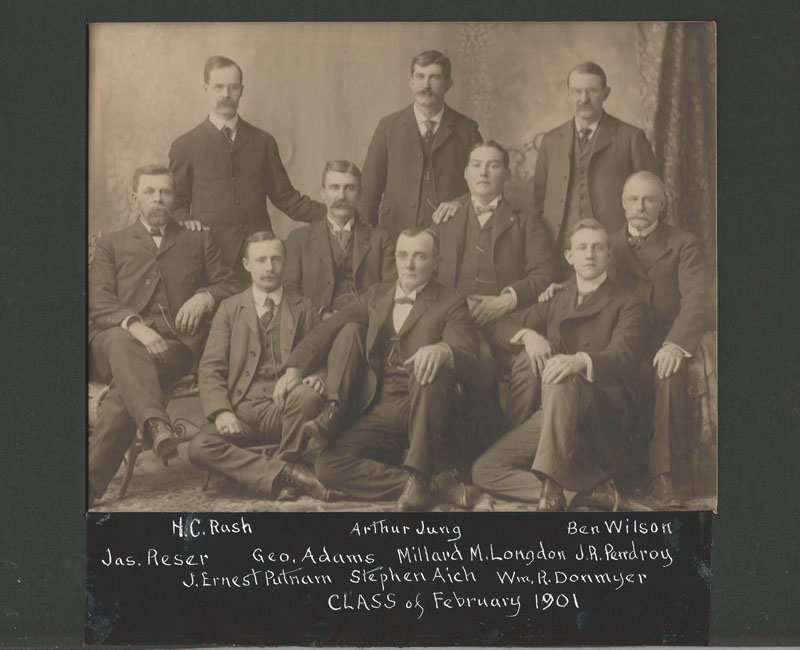 H.C. Rash Arthur Jung Ben Wilson
Jas. Reser Geo. Adams Millard M. Longdon J.R. Pendroy
J. Ernest Putnam Stephen Aich Wm. R. Donmyer
CLASS of February 1901